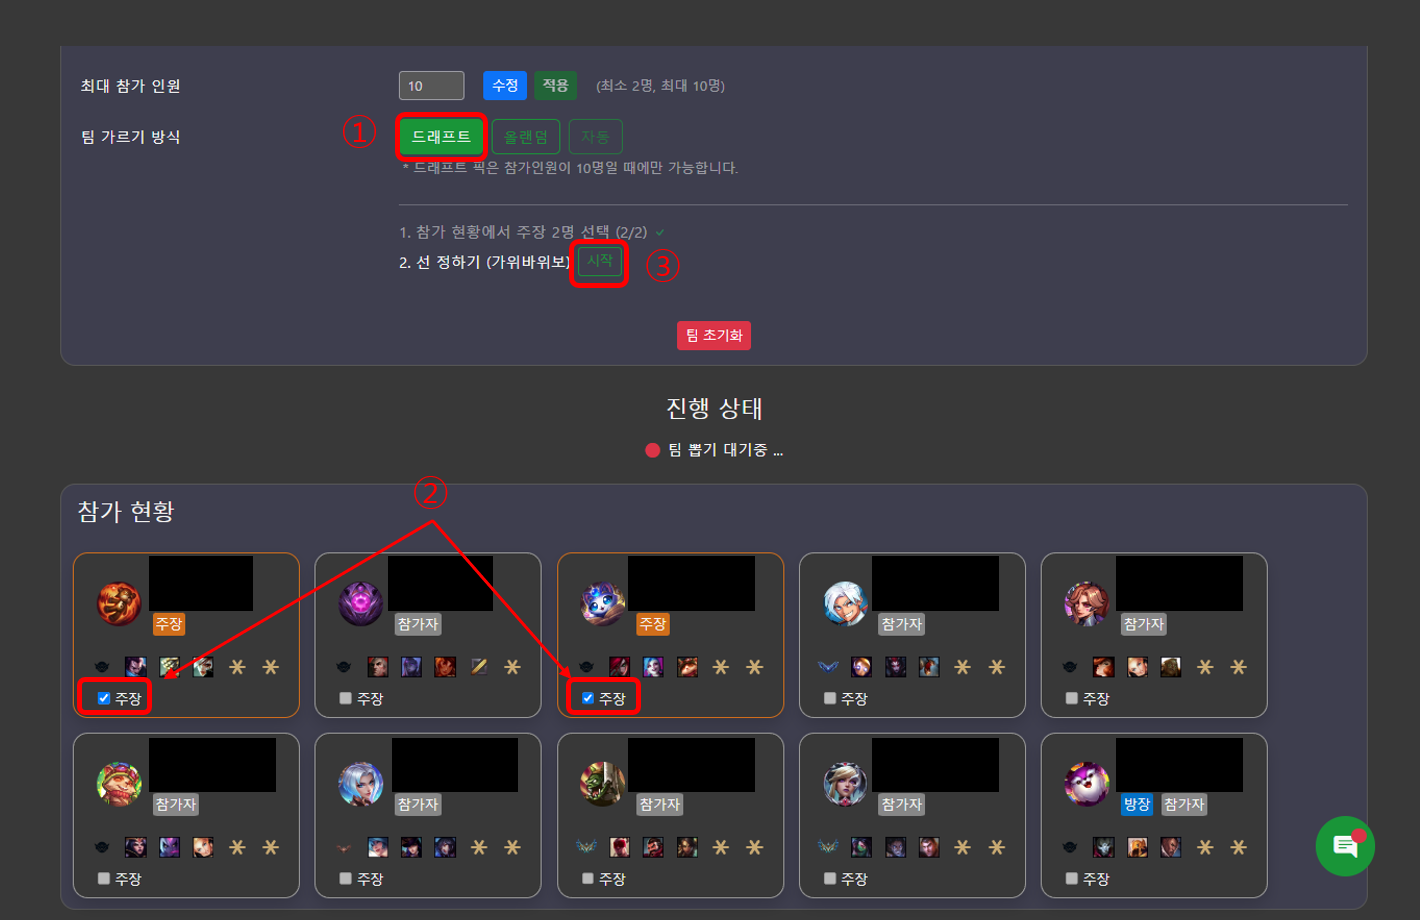 최대 참가 인원 10 수정 적용 (최소 2명, 최대 10명)
팀 가르기 방식 ① 드래프트 올랜덤 자동
* 드래프트 픽은 참가인원이 10명일 때에만 가능합니다.
1. 참가 현황에서 주장 2명 선택 (2/2) ✓
2. 선 정하기 (가위바위보) 시작 ③
팀 초기화
진행 상태
팀 뽑기 대기중 ...
②
참가 현황
주장 참가자 주장 참가자 참가자
주장 주장 주장 주장 주장
참가자 참가자 참가자 참가자 방장 참가자
주장 주장 주장 주장 주장